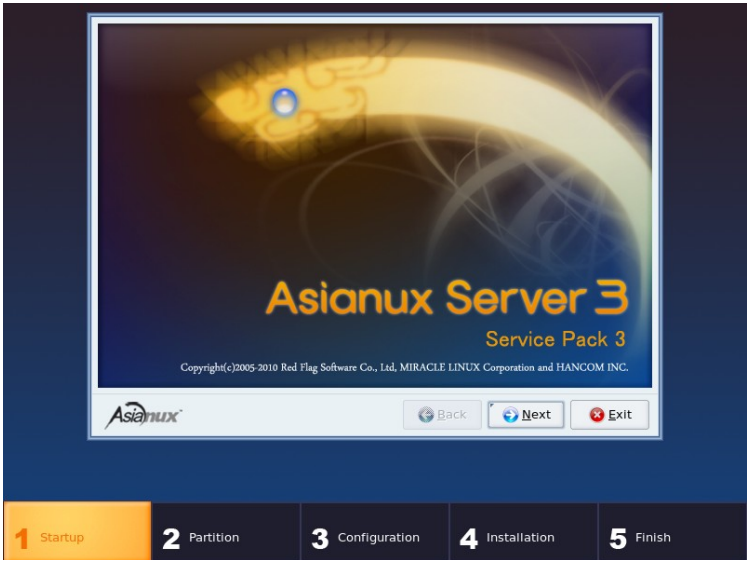 Asianux Server 3
Service Pack 3
Copyright(c)2005-2010 Red Flag Software Co., Ltd, MIRACLE LINUX Corporation and HANCOM INC.
Asianux
Back
Next
Exit
1 Startup
2 Partition
3 Configuration
4 Installation
5 Finish